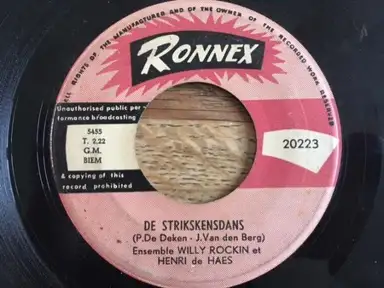 ALL RIGHTS OF THE MANUFACTURER AND OF THE OWNER OF THE RECORDED WORK RESERVED
RONNEX
Unauthorised public per-
formance broadcasting
5455
T. 2,22
G.M.
BIEM
& copying of this
record prohibited
20223
DE STRIKSKENSDANS
(P.De Deken - J.Van den Berg)
Ensemble WILLY ROCKIN et
HENRI de HAES